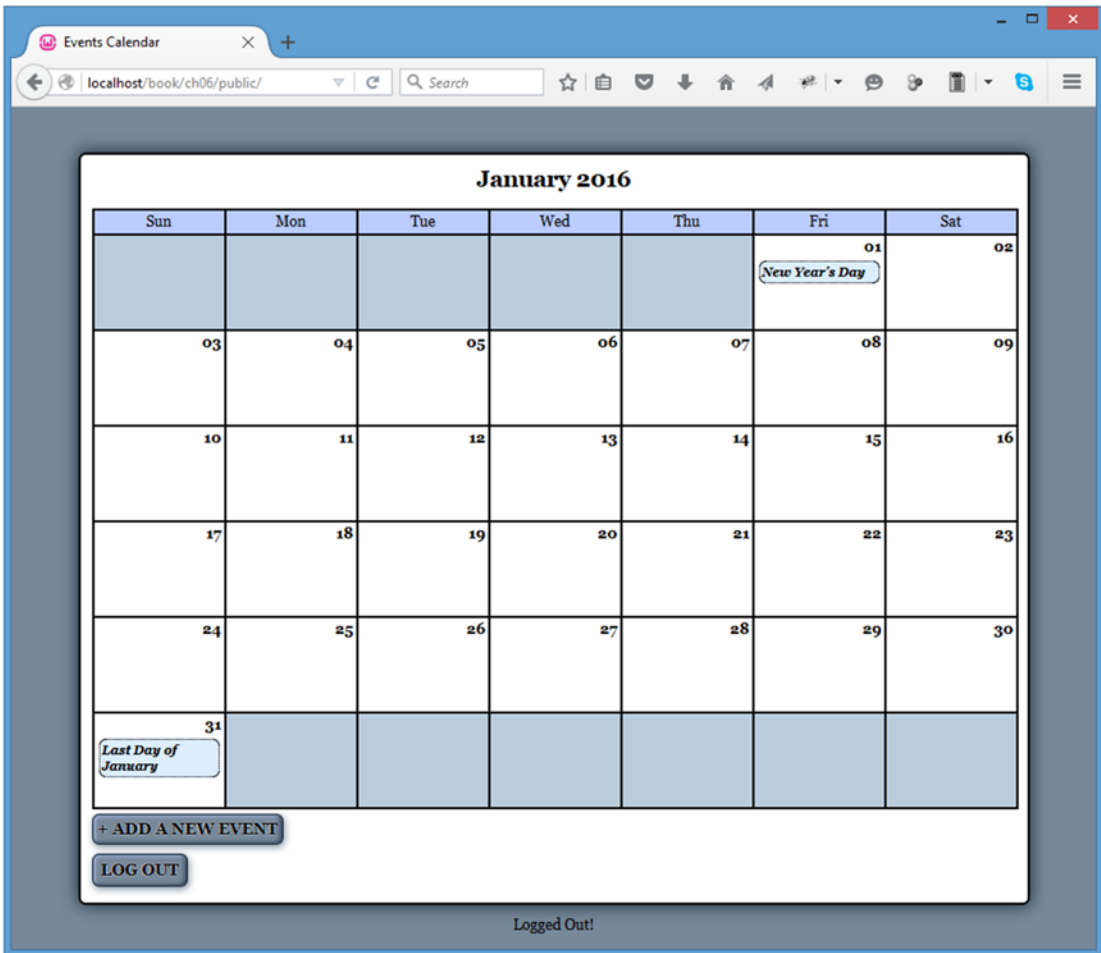 Events Calendar
localhost/book/ch06/public/
Search
January 2016
Sun Mon Tue Wed Thu Fri Sat
01 02
New Year's Day
03 04 05 06 07 08 09
10 11 12 13 14 15 16
17 18 19 20 21 22 23
24 25 26 27 28 29 30
31
Last Day of
January
+ ADD A NEW EVENT
LOG OUT
Logged Out!